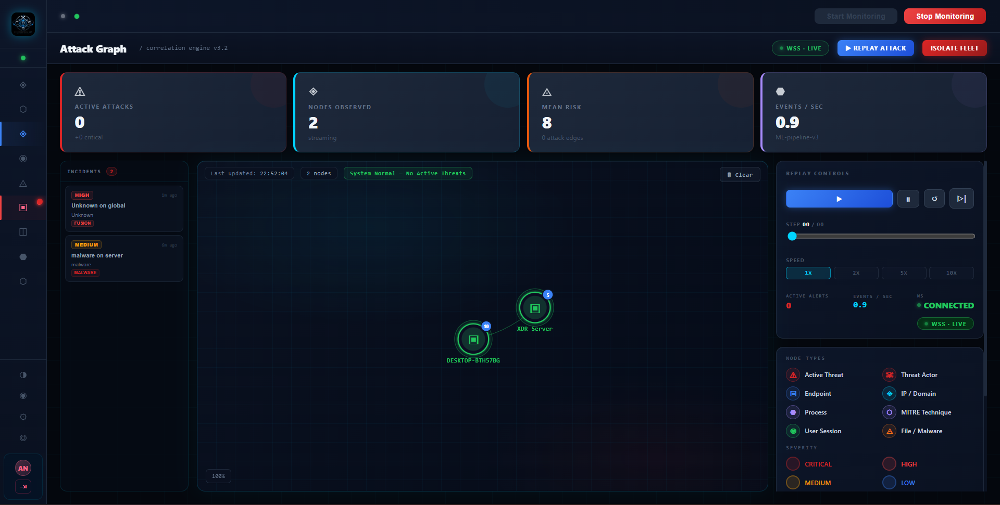 Start Monitoring
Stop Monitoring
Attack Graph
/ correlation engine v3.2
WSS · LIVE
▶ REPLAY ATTACK
ISOLATE FLEET
ACTIVE ATTACKS
0
+0 critical
NODES OBSERVED
2
streaming
MEAN RISK
8
0 attack edges
EVENTS / SEC
0.9
ML-pipeline-v3
INCIDENTS 2
HIGH 1m ago
Unknown on global
Unknown
FUSION
MEDIUM 6m ago
malware on server
malware
MALWARE
Last updated: 22:52:04
2 nodes
System Normal — No Active Threats
Clear
5
XDR Server
10
DESKTOP-BTH57BG
100%
REPLAY CONTROLS
STEP 00 / 00
SPEED
1x 2x 5x 10x
ACTIVE ALERTS
0
EVENTS / SEC
0.9
WS
CONNECTED
WSS · LIVE
NODE TYPES
Active Threat
Threat Actor
Endpoint
IP / Domain
Process
MITRE Technique
User Session
File / Malware
SEVERITY
CRITICAL
HIGH
MEDIUM
LOW
AN